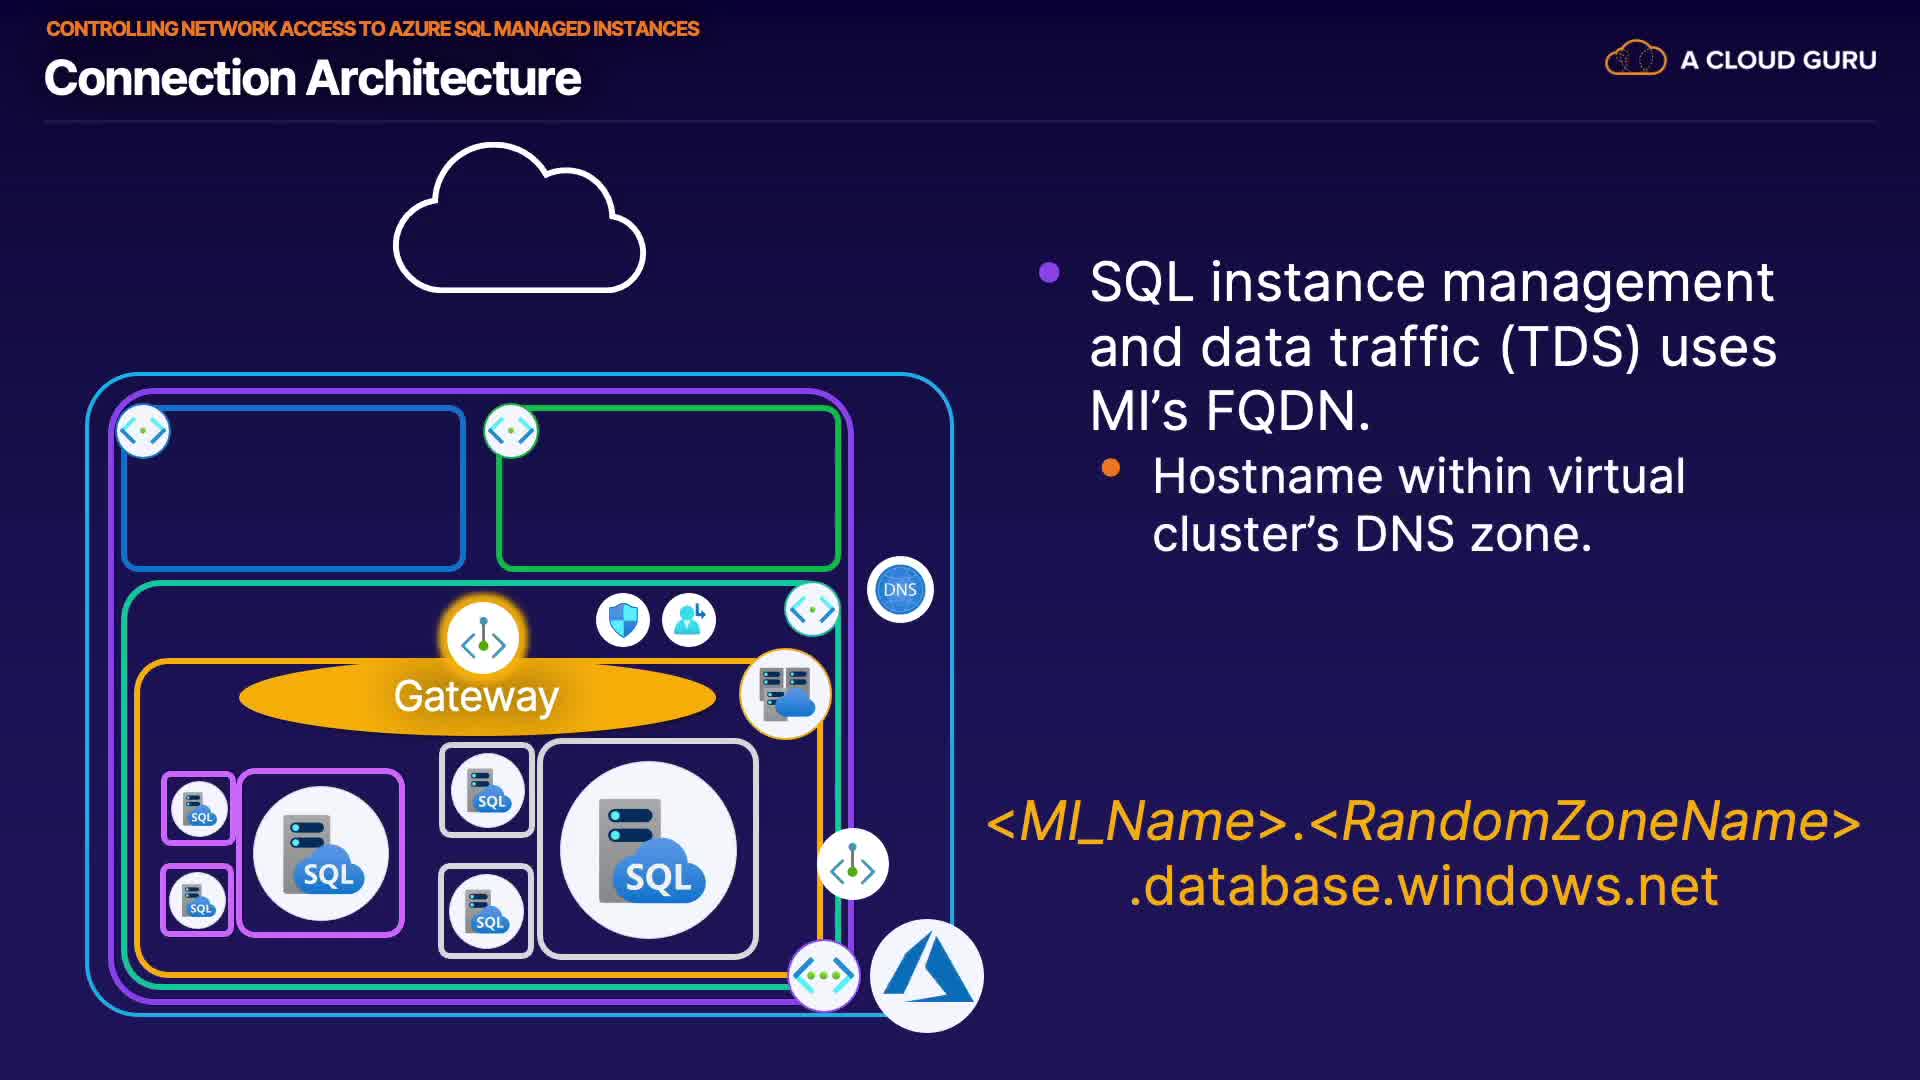 CONTROLLING NETWORK ACCESS TO AZURE SQL MANAGED INSTANCES
Connection Architecture
A CLOUD GURU
SQL instance management
and data traffic (TDS) uses
MI’s FQDN.
Hostname within virtual
cluster’s DNS zone.
DNS
Gateway
SQL
SQL
SQL
SQL
SQL
SQL
<MI_Name>.<RandomZoneName>
.database.windows.net